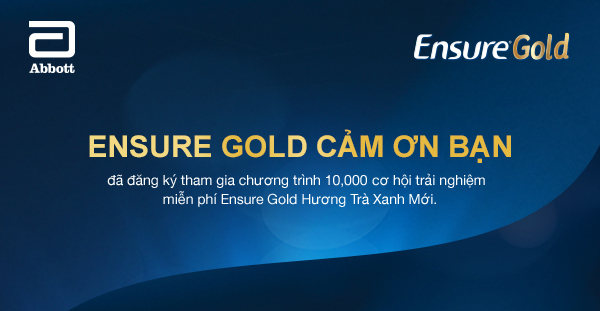 Abbott
Ensure Gold
ENSURE GOLD CẢM ƠN BẠN
đã đăng ký tham gia chương trình 10,000 cơ hội trải nghiệm
miễn phí Ensure Gold Hương Trà Xanh Mới.